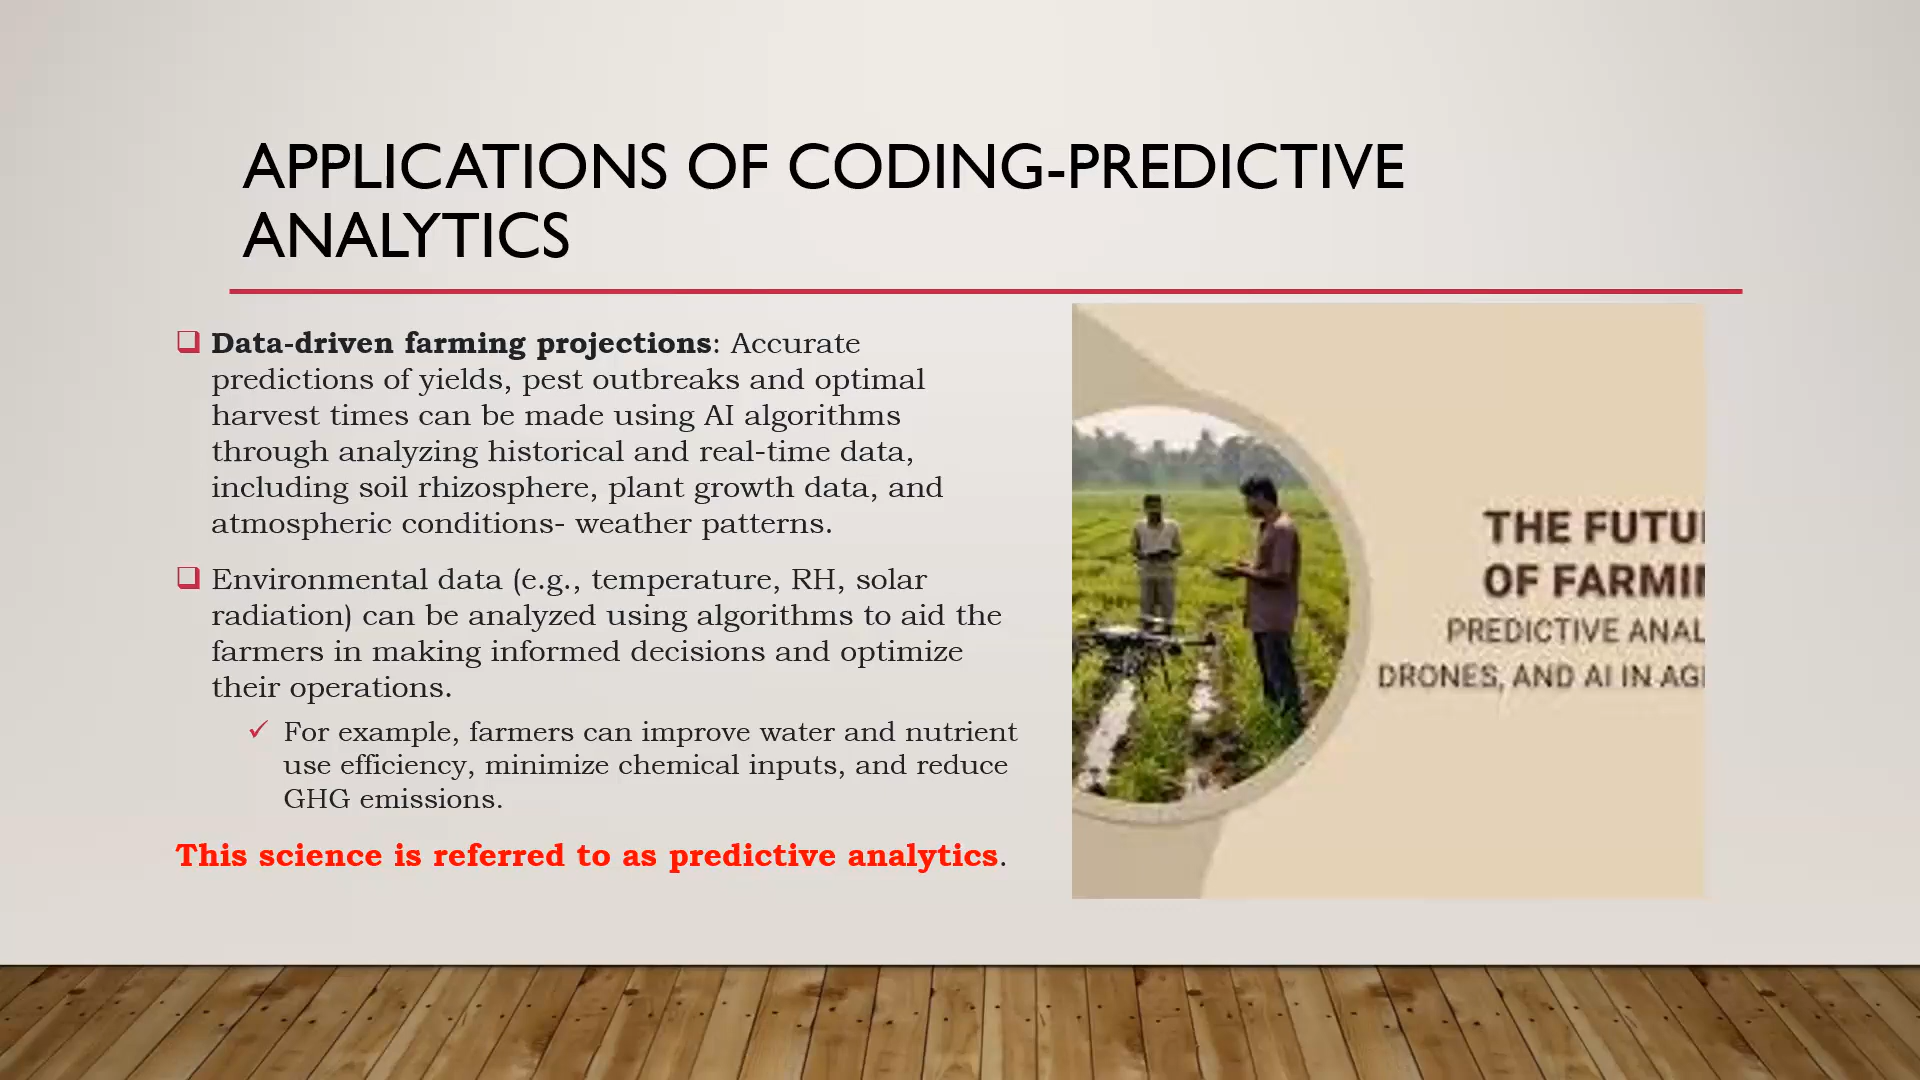 APPLICATIONS OF CODING-PREDICTIVE
ANALYTICS
Data-driven farming projections: Accurate
predictions of yields, pest outbreaks and optimal
harvest times can be made using AI algorithms
through analyzing historical and real-time data,
including soil rhizosphere, plant growth data, and
atmospheric conditions- weather patterns.
Environmental data (e.g., temperature, RH, solar
radiation) can be analyzed using algorithms to aid the
farmers in making informed decisions and optimize
their operations.
For example, farmers can improve water and nutrient
use efficiency, minimize chemical inputs, and reduce
GHG emissions.
This science is referred to as predictive analytics.
THE FUTU
OF FARMIN
PREDICTIVE ANAL
DRONES, AND AI IN AG